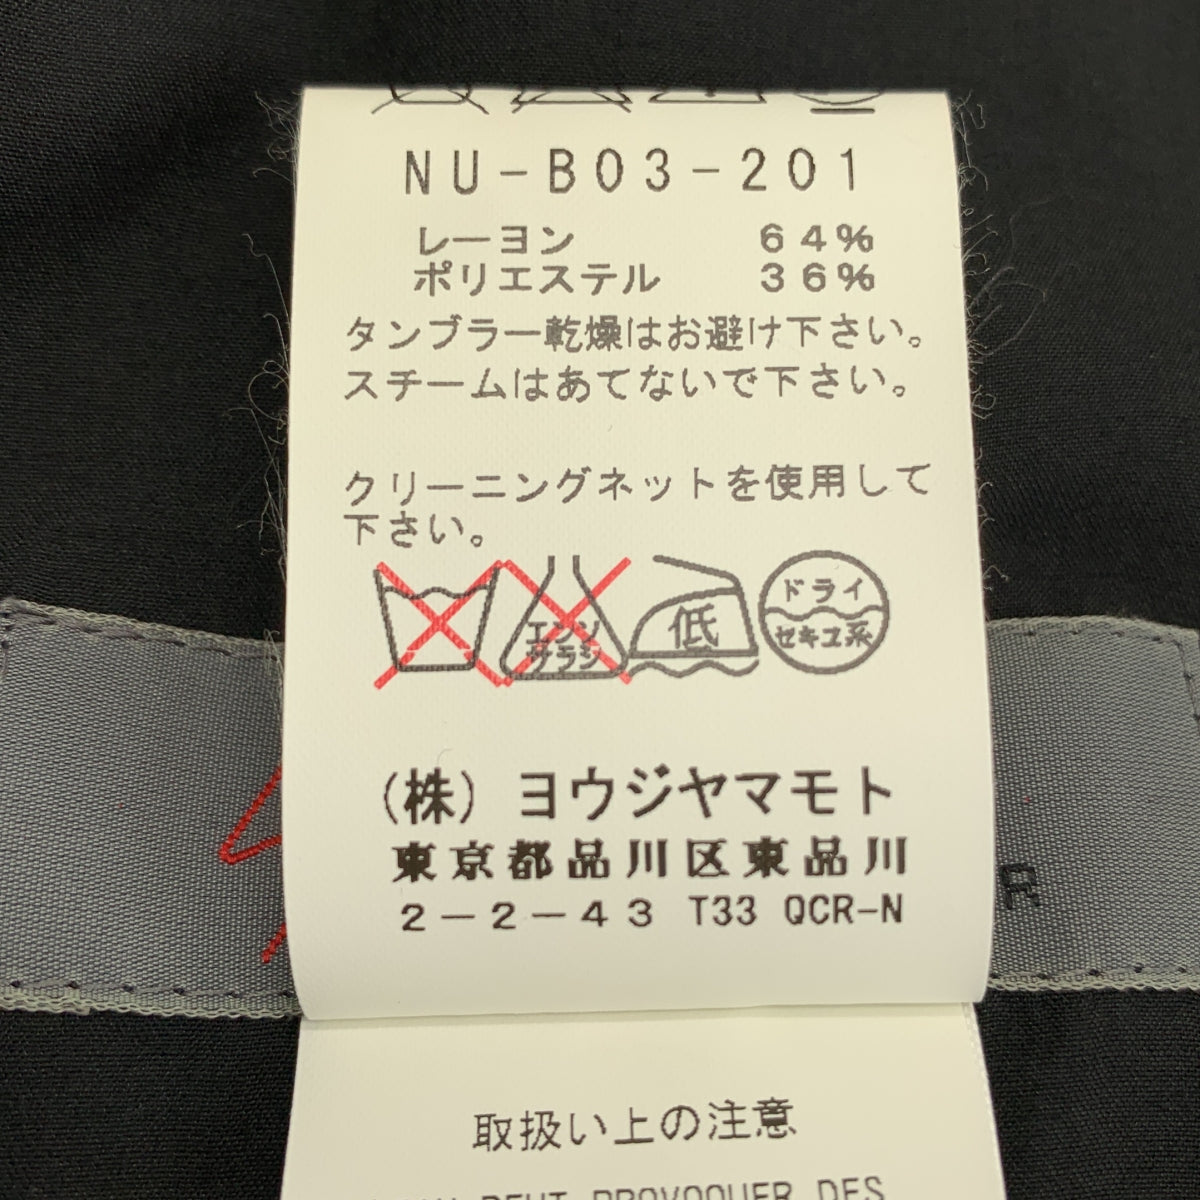 NU-B03-201
レーヨン 64%
ポリエステル 36%
タンブラー乾燥はお避け下さい。
スチームはあてないで下さい。
クリーニングネットを使用して
下さい。
エンソ
サラシ
低
ドライ
セキユ系
(株) ヨウジヤマモト
東京都品川区東品川
2-2-43 T33 QCR-N
R
取扱い上の注意
PEUT PROVOQUER DES